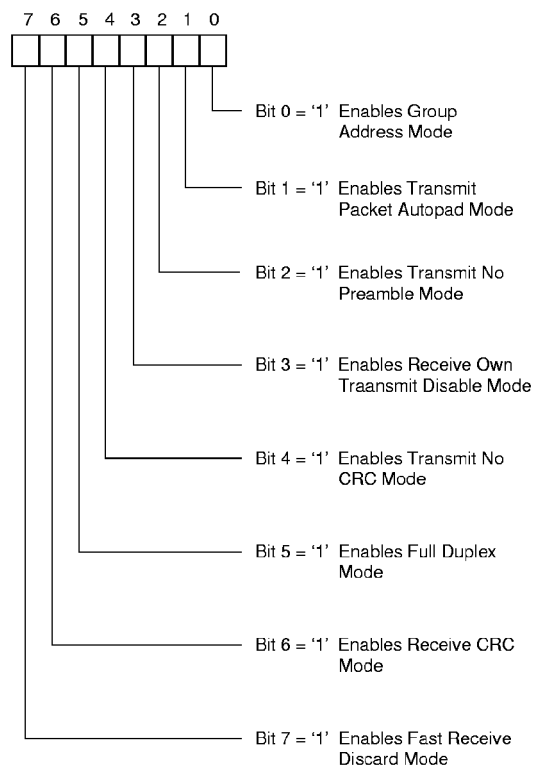 7 6 5 4 3 2 1 0
Bit 0 = ‘1’ Enables Group
Address Mode
Bit 1 = ‘1’ Enables Transmit
Packet Autopad Mode
Bit 2 = ‘1’ Enables Transmit No
Preamble Mode
Bit 3 = ‘1’ Enables Receive Own
Traansmit Disable Mode
Bit 4 = ‘1’ Enables Transmit No
CRC Mode
Bit 5 = ‘1’ Enables Full Duplex
Mode
Bit 6 = ‘1’ Enables Receive CRC
Mode
Bit 7 = ‘1’ Enables Fast Receive
Discard Mode